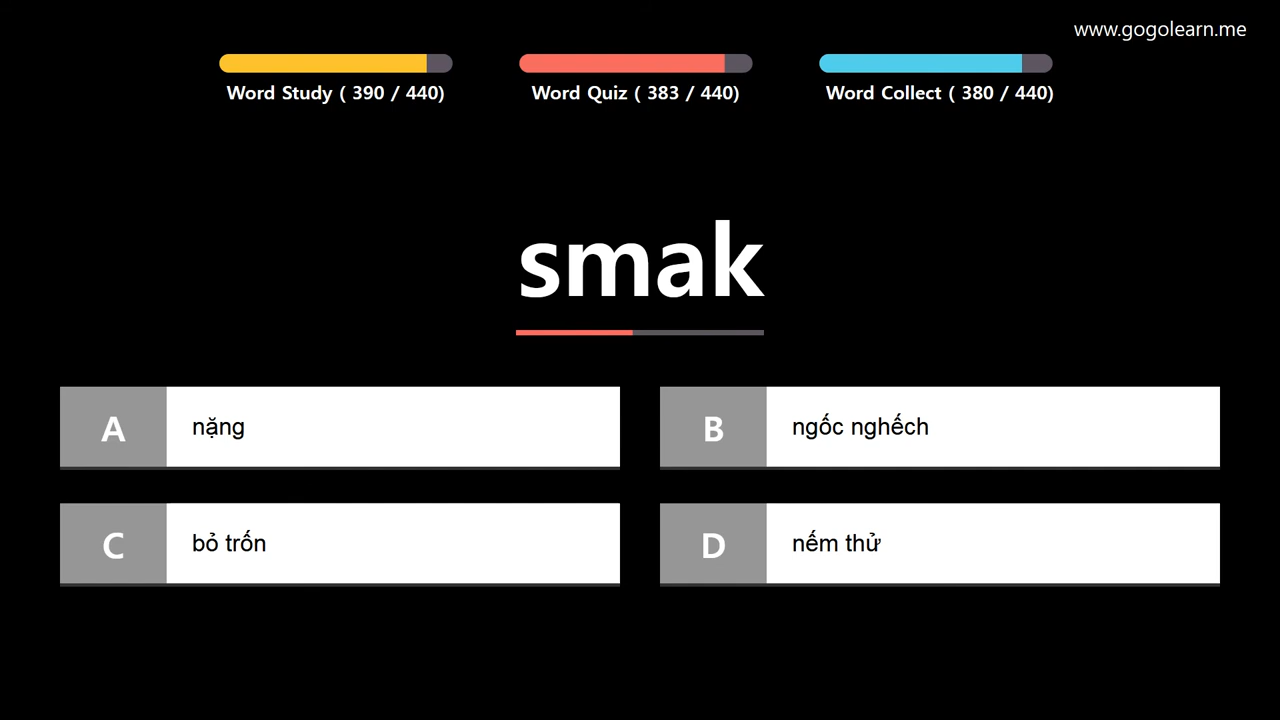 www.gogolearn.me
Word Study ( 390 / 440)
Word Quiz ( 383 / 440)
Word Collect ( 380 / 440)
smak
A nặng
B ngốc nghếch
C bỏ trốn
D nếm thử